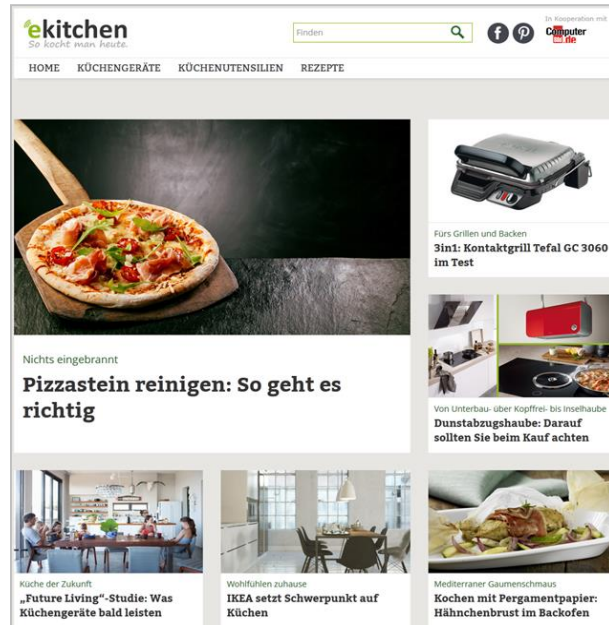 ekitchen
So kocht man heute.
Finden
In Kooperation mit
Computer
.de
HOME KÜCHENGERÄTE KÜCHENUTENSILIEN REZEPTE
Nichts eingebrannt
Pizzastein reinigen: So geht es
richtig
Fürs Grillen und Backen
3in1: Kontaktgrill Tefal GC 3060
im Test
Von Unterbau- über Kopffrei- bis Inselhaube
Dunstabzugshaube: Darauf
sollten Sie beim Kauf achten
Küche der Zukunft
„Future Living“-Studie: Was
Küchengeräte bald leisten
Wohlfühlen zuhause
IKEA setzt Schwerpunkt auf
Küchen
Mediterraner Gaumenschmaus
Kochen mit Pergamentpapier:
Hähnchenbrust im Backofen